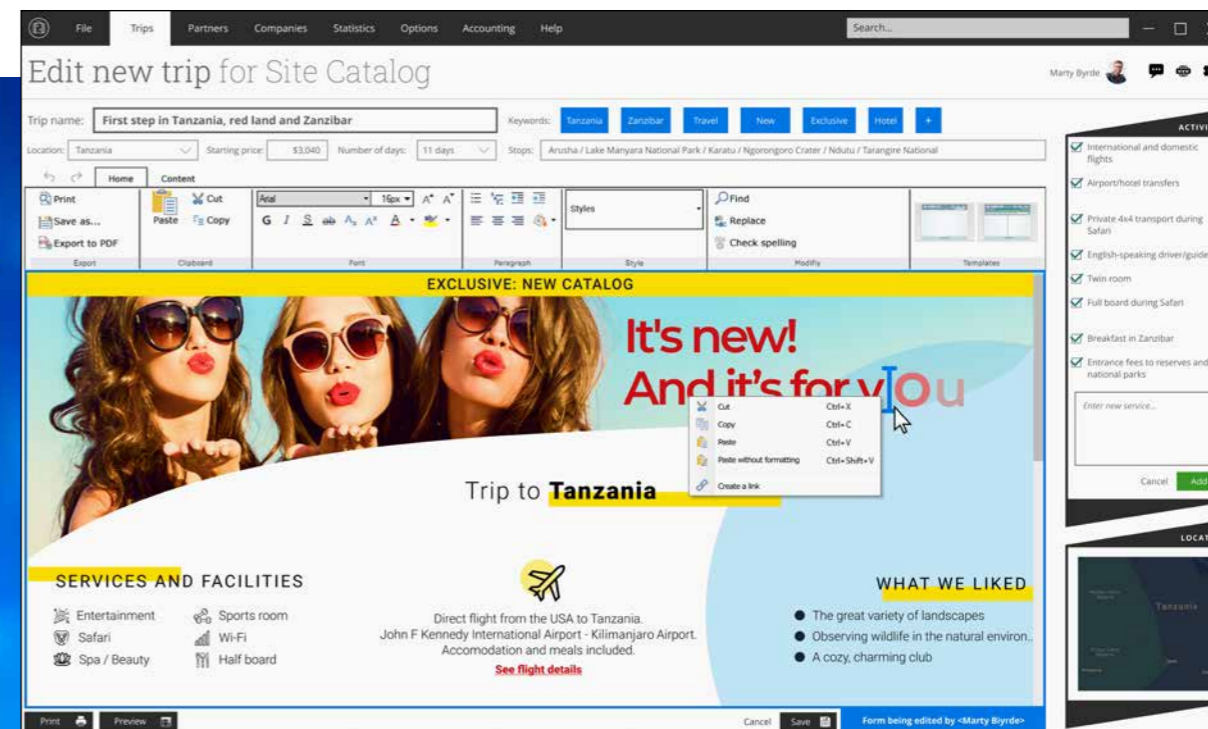 File Trips Partners Companies Statistics Options Accounting Help Search...
Edit new trip for Site Catalog
Marty Byrde
Trip name: First step in Tanzania, red land and Zanzibar Keywords: Tanzania Zanzibar Travel New Exclusive Hotel +
Location: Tanzania Starting price: $3,040 Number of days: 11 days Stops: Arusha / Lake Manyara National Park / Karatu / Ngorongoro Crater / Ndutu / Tarangire National
Home Content
Print
Save as...
Export to PDF
Export
Paste
Cut
Copy
Clipboard
Arial 16px A A
G I S ab A A A
Font
Paragraph
Styles
Style
Find
Replace
Check spelling
Modifiy
Templates
EXCLUSIVE: NEW CATALOG
It's new!
And it's for you
Cut Ctrl+X
Copy Ctrl+C
Paste Ctrl+V
Paste without formatting Ctrl+Shift+V
Create a link
Trip to Tanzania
SERVICES AND FACILITIES
Entertainment
Safari
Spa / Beauty
Sports room
Wi-Fi
Half board
Direct flight from the USA to Tanzania.
John F Kennedy International Airport - Kilimanjaro Airport.
Accomodation and meals included.
See flight details
WHAT WE LIKED
The great variety of landscapes
Observing wildlife in the natural environ..
A cozy, charming club
Print Preview Cancel Save Form being edited by <Marty Biyrde>
ACTIVI
International and domestic
flights
Airport/hotel transfers
Private 4x4 transport during
Safari
English-speaking driver/guide
Twin room
Full board during Safari
Breakfast in Zanzibar
Entrance fees to reserves and
national parks
Enter new service...
Cancel Add
LOCAT
Tanzania